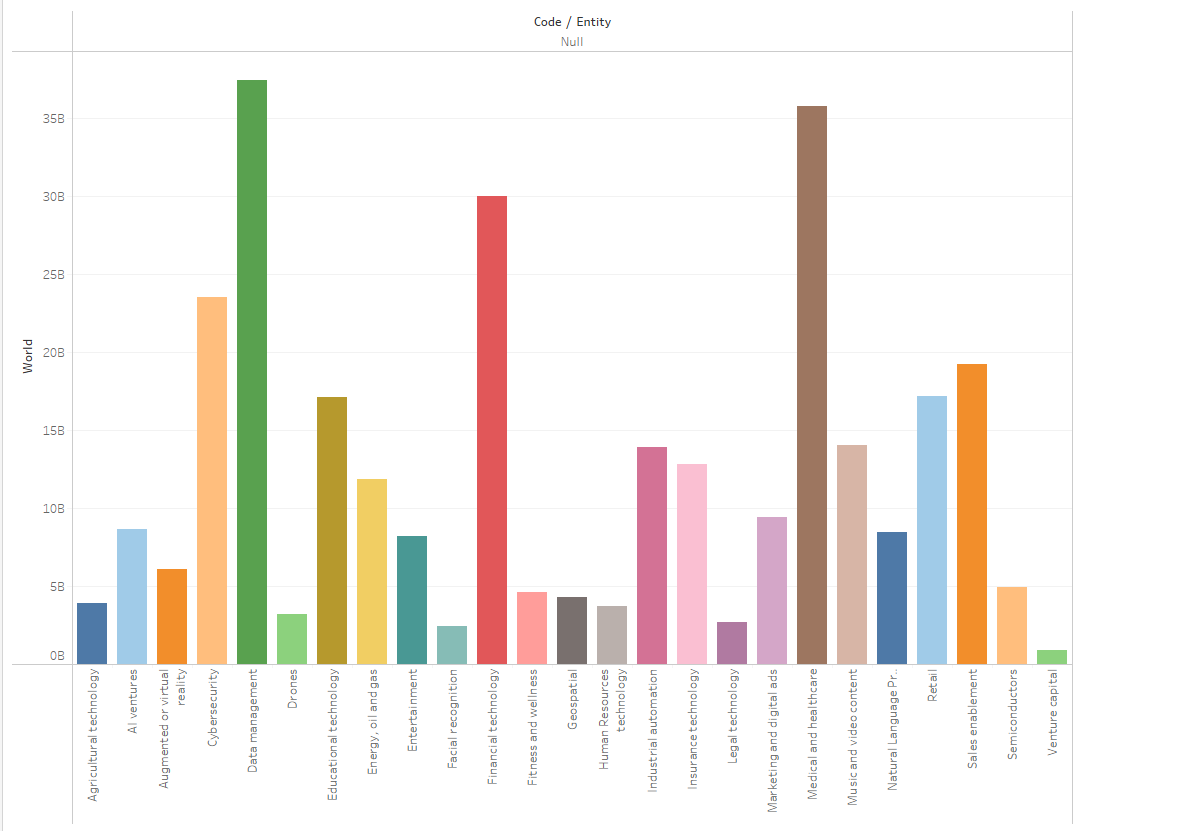 Code / Entity
Null
World
35B
30B
25B
20B
15B
10B
5B
0B
Agricultural technology
AI ventures
Augmented or virtual
reality
Cybersecurity
Data management
Drones
Educational technology
Energy, oil and gas
Entertainment
Facial recognition
Financial technology
Fitness and wellness
Geospatial
Human Resources
technology
Industrial automation
Insurance technology
Legal technology
Marketing and digital ads
Medical and healthcare
Music and video content
Natural Language Pr..
Retail
Sales enablement
Semiconductors
Venture capital